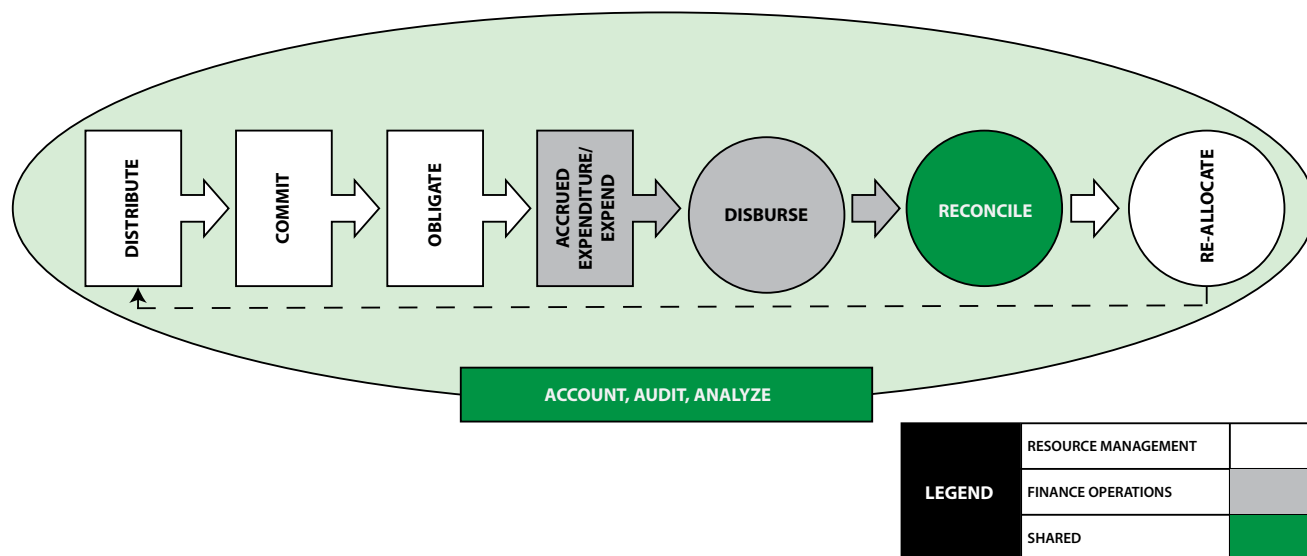 DISTRIBUTE
COMMIT
OBLIGATE
ACCRUED
EXPENDITURE/
EXPEND
DISBURSE
RECONCILE
RE-ALLOCATE
ACCOUNT, AUDIT, ANALYZE
LEGEND
RESOURCE MANAGEMENT
FINANCE OPERATIONS
SHARED